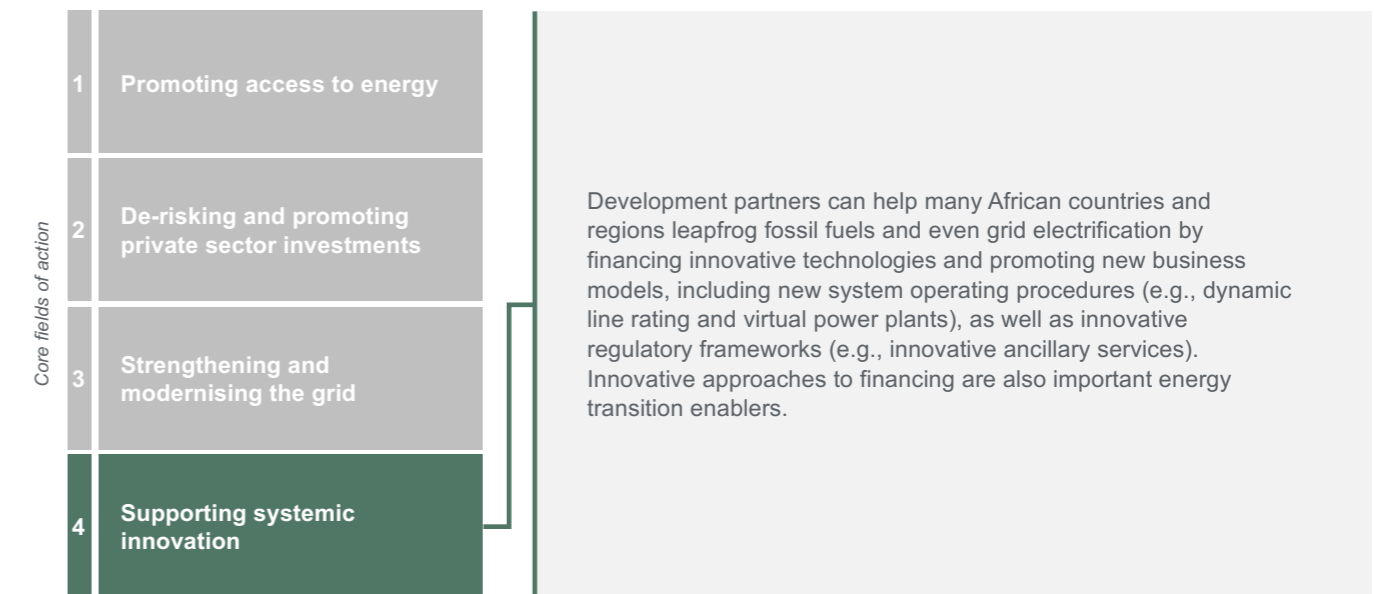 Core fields of action
1
Promoting access to energy
2
De-risking and promoting
private sector investments
3
Strengthening and
modernising the grid
4
Supporting systemic
innovation
Development partners can help many African countries and
regions leapfrog fossil fuels and even grid electrification by
financing innovative technologies and promoting new business
models, including new system operating procedures (e.g., dynamic
line rating and virtual power plants), as well as innovative
regulatory frameworks (e.g., innovative ancillary services).
Innovative approaches to financing are also important energy
transition enablers.